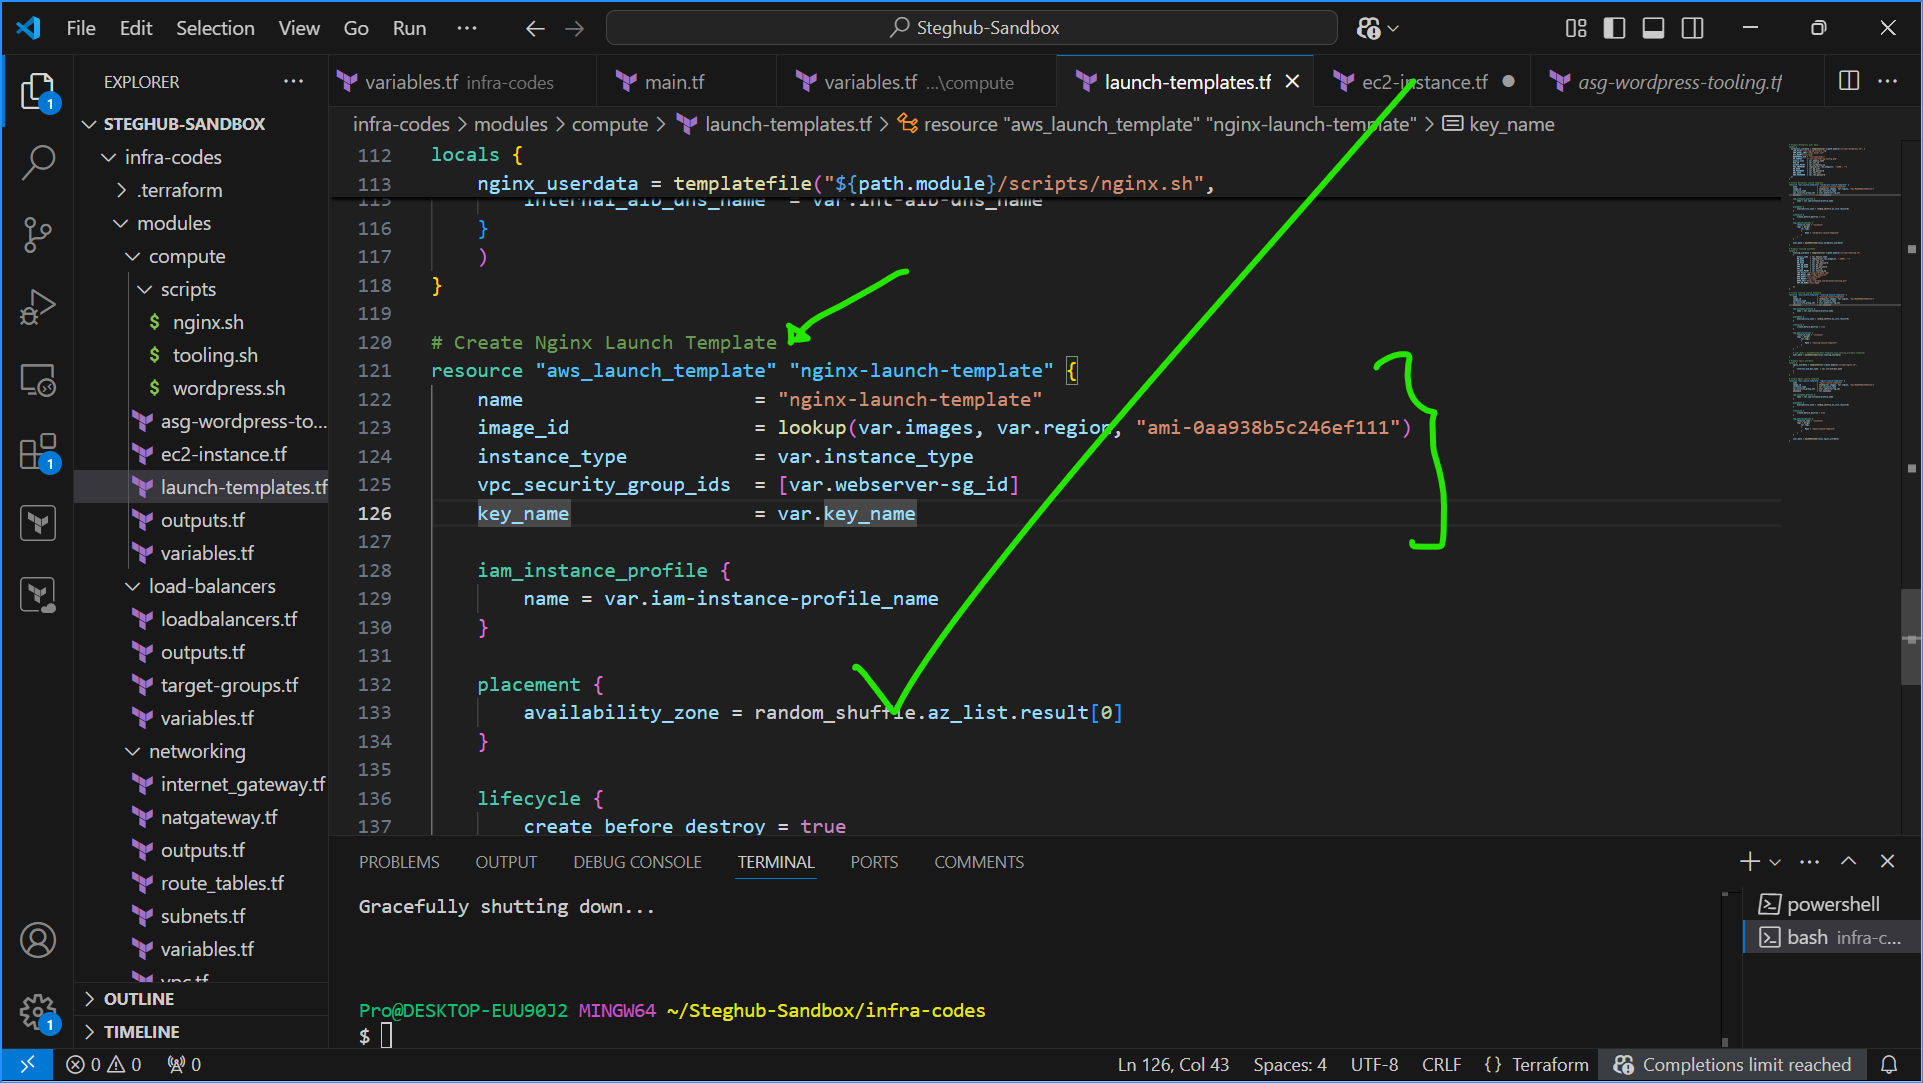 File Edit Selection View Go Run ···
Steghub-Sandbox
EXPLORER ···
variables.tf infra-codes
main.tf
variables.tf ...\compute
launch-templates.tf
ec2-instance.tf
asg-wordpress-tooling.tf
infra-codes > modules > compute > launch-templates.tf > resource "aws_launch_template" "nginx-launch-template" > key_name
STEGHUB-SANDBOX
infra-codes
.terraform
modules
compute
scripts
nginx.sh
tooling.sh
wordpress.sh
asg-wordpress-to...
ec2-instance.tf
launch-templates.tf
outputs.tf
variables.tf
load-balancers
loadbalancers.tf
outputs.tf
target-groups.tf
variables.tf
networking
internet_gateway.tf
natgateway.tf
outputs.tf
route_tables.tf
subnets.tf
variables.tf
vpc.tf
OUTLINE
TIMELINE
112 locals {
113 nginx_userdata = templatefile("${path.module}/scripts/nginx.sh",
115 internal_alb_dns_name = var.int-alb-dns_name
116 }
117 )
118 }
119
120 # Create Nginx Launch Template
121 resource "aws_launch_template" "nginx-launch-template" {
122 name = "nginx-launch-template"
123 image_id = lookup(var.images, var.region, "ami-0aa938b5c246ef111")
124 instance_type = var.instance_type
125 vpc_security_group_ids = [var.webserver-sg_id]
126 key_name = var.key_name
127
128 iam_instance_profile {
129 name = var.iam-instance-profile_name
130 }
131
132 placement {
133 availability_zone = random_shuffle.az_list.result[0]
134 }
135
136 lifecycle {
137 create_before_destroy = true
PROBLEMS OUTPUT DEBUG CONSOLE TERMINAL PORTS COMMENTS
Gracefully shutting down...
Pro@DESKTOP-EUU90J2 MINGW64 ~/Steghub-Sandbox/infra-codes
$
powershell
bash infra-c...
0 0 0
Ln 126, Col 43 Spaces: 4 UTF-8 CRLF {} Terraform Completions limit reached
1
1
1